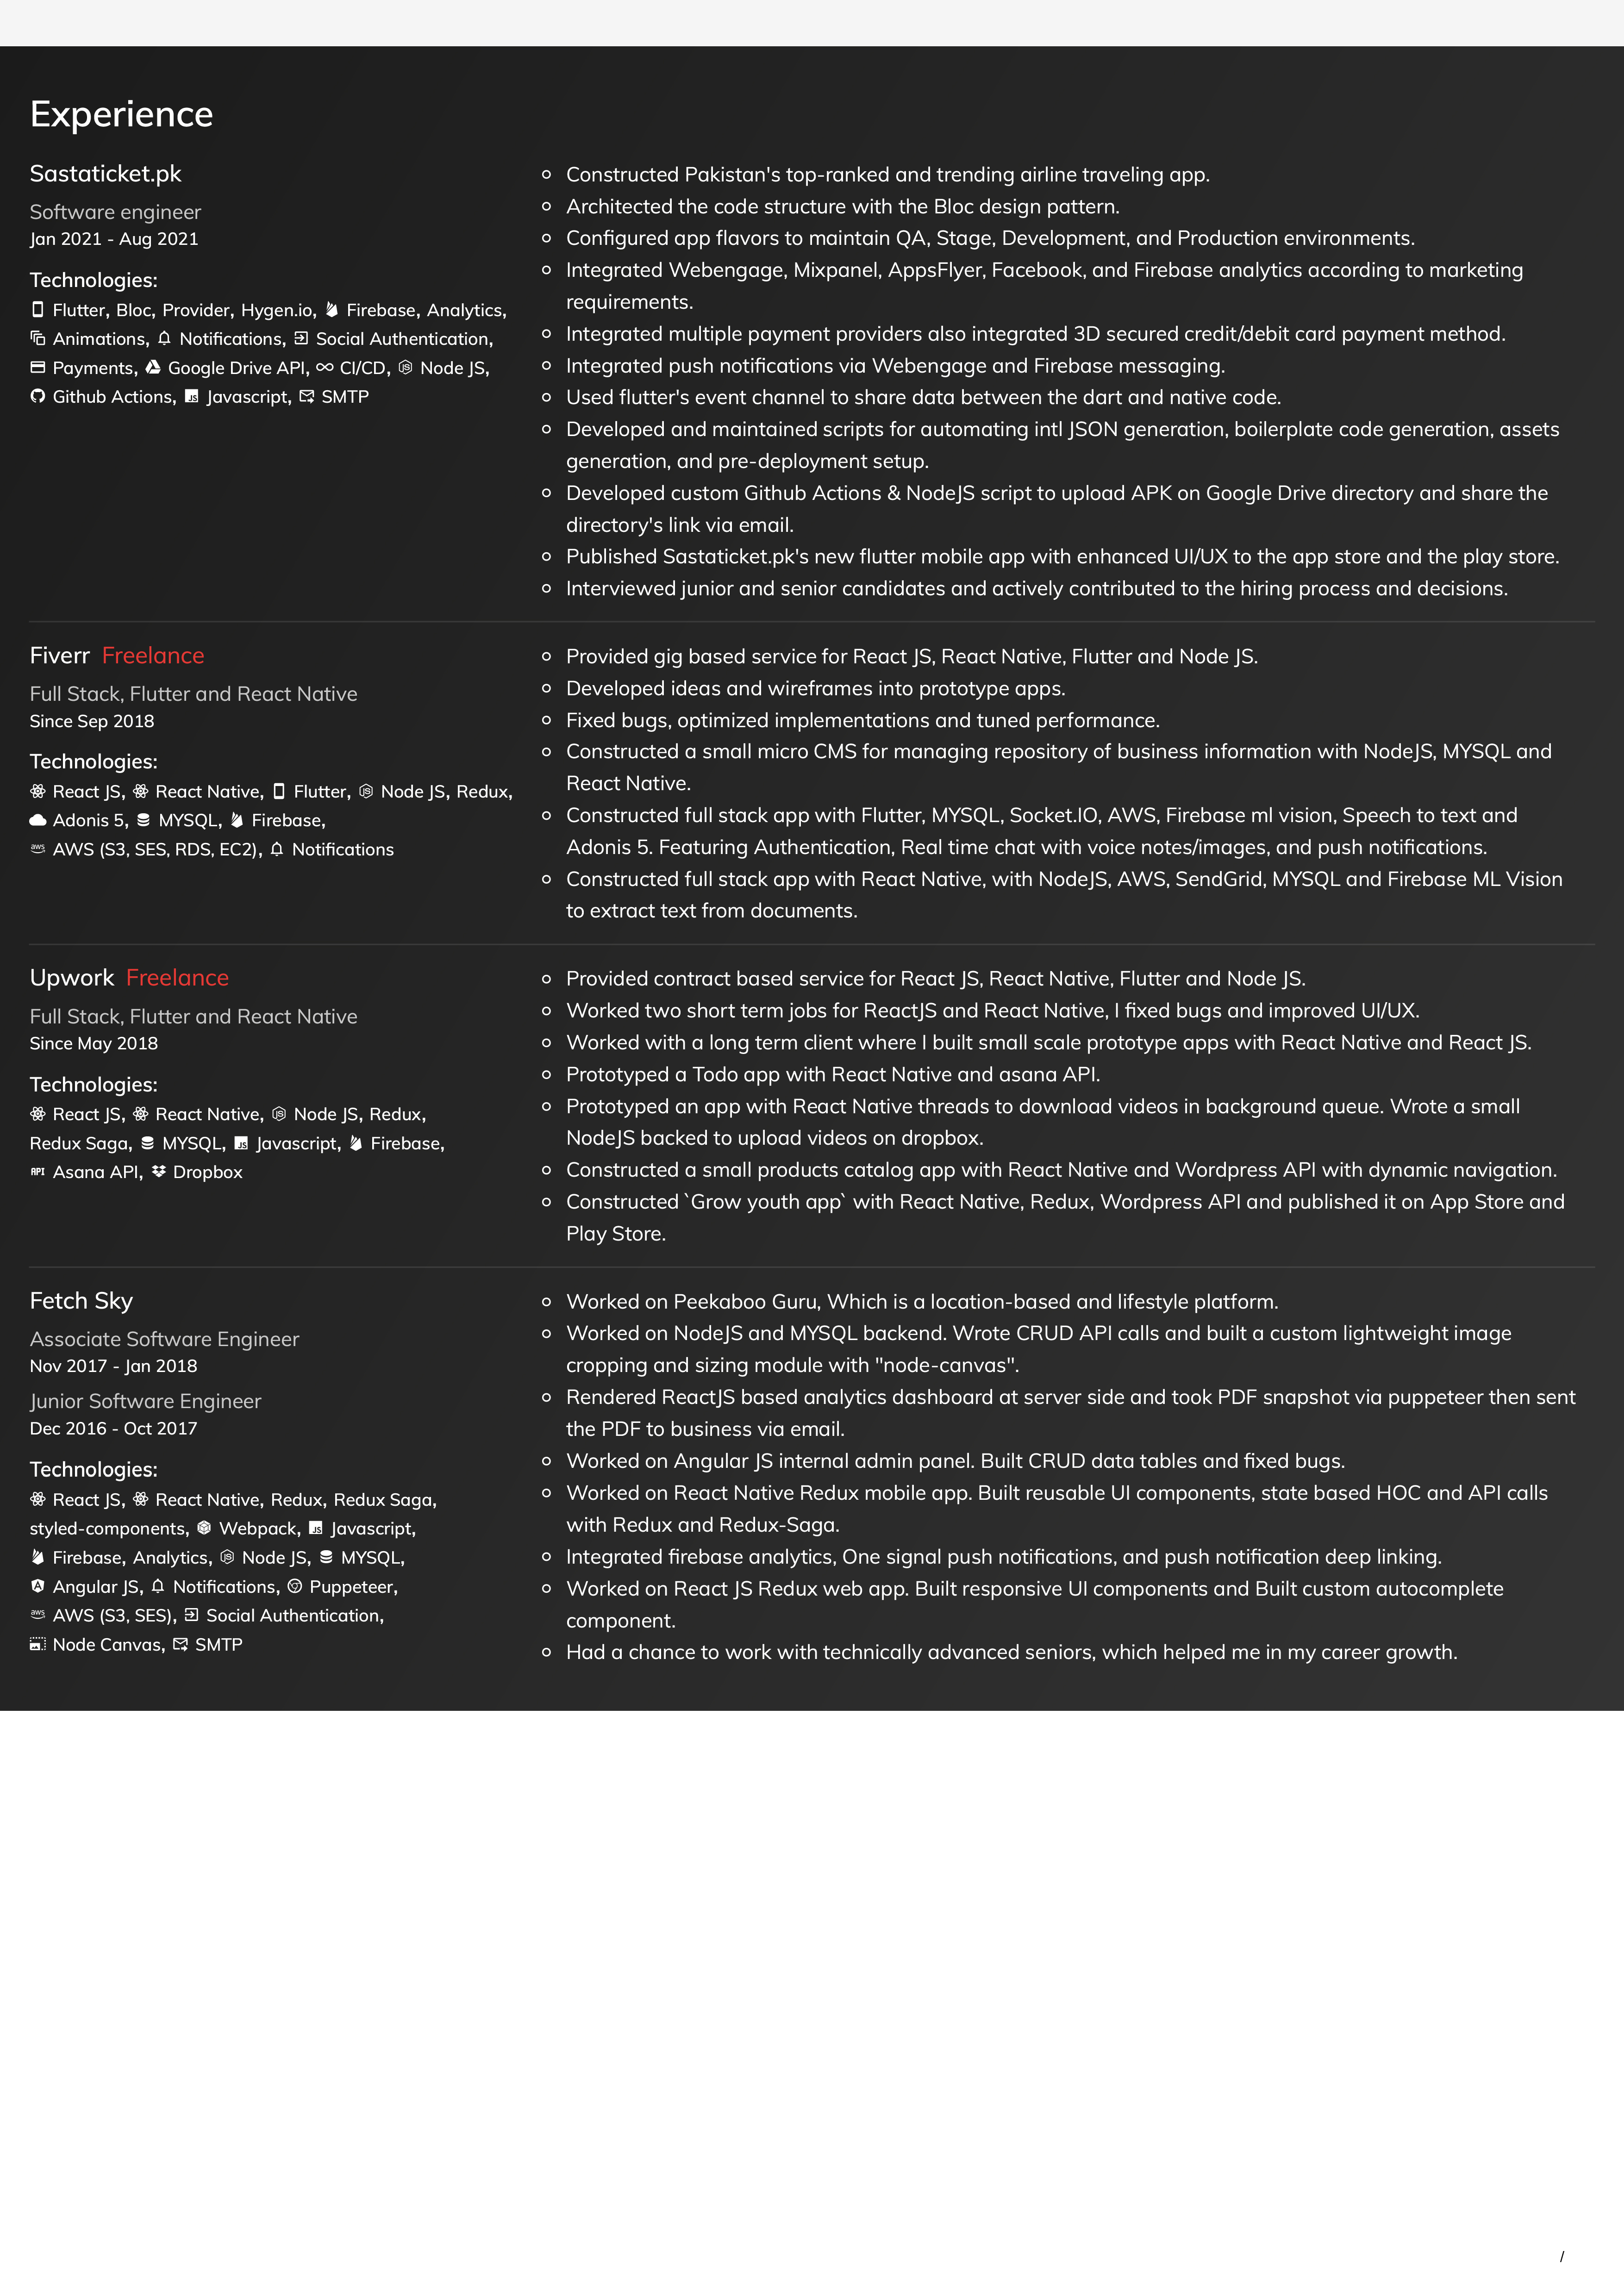 Experience
Sastaticket.pk
Software engineer
Jan 2021 - Aug 2021
Technologies:
Flutter, Bloc, Provider, Hygen.io, Firebase, Analytics,
Animations, Notifications, Social Authentication,
Payments, Google Drive API, CI/CD, Node JS,
Github Actions, Javascript, SMTP
Constructed Pakistan's top-ranked and trending airline traveling app.
Architected the code structure with the Bloc design pattern.
Configured app flavors to maintain QA, Stage, Development, and Production environments.
Integrated Webengage, Mixpanel, AppsFlyer, Facebook, and Firebase analytics according to marketing
requirements.
Integrated multiple payment providers also integrated 3D secured credit/debit card payment method.
Integrated push notifications via Webengage and Firebase messaging.
Used flutter's event channel to share data between the dart and native code.
Developed and maintained scripts for automating intl JSON generation, boilerplate code generation, assets
generation, and pre-deployment setup.
Developed custom Github Actions & NodeJS script to upload APK on Google Drive directory and share the
directory's link via email.
Published Sastaticket.pk's new flutter mobile app with enhanced UI/UX to the app store and the play store.
Interviewed junior and senior candidates and actively contributed to the hiring process and decisions.
Fiverr Freelance
Full Stack, Flutter and React Native
Since Sep 2018
Technologies:
React JS, React Native, Flutter, Node JS, Redux,
Adonis 5, MYSQL, Firebase,
aws AWS (S3, SES, RDS, EC2), Notifications
Provided gig based service for React JS, React Native, Flutter and Node JS.
Developed ideas and wireframes into prototype apps.
Fixed bugs, optimized implementations and tuned performance.
Constructed a small micro CMS for managing repository of business information with NodeJS, MYSQL and
React Native.
Constructed full stack app with Flutter, MYSQL, Socket.IO, AWS, Firebase ml vision, Speech to text and
Adonis 5. Featuring Authentication, Real time chat with voice notes/images, and push notifications.
Constructed full stack app with React Native, with NodeJS, AWS, SendGrid, MYSQL and Firebase ML Vision
to extract text from documents.
Upwork Freelance
Full Stack, Flutter and React Native
Since May 2018
Technologies:
React JS, React Native, Node JS, Redux,
Redux Saga, MYSQL, Javascript, Firebase,
API Asana API, Dropbox
Provided contract based service for React JS, React Native, Flutter and Node JS.
Worked two short term jobs for ReactJS and React Native, I fixed bugs and improved UI/UX.
Worked with a long term client where I built small scale prototype apps with React Native and React JS.
Prototyped a Todo app with React Native and asana API.
Prototyped an app with React Native threads to download videos in background queue. Wrote a small
NodeJS backed to upload videos on dropbox.
Constructed a small products catalog app with React Native and Wordpress API with dynamic navigation.
Constructed `Grow youth app` with React Native, Redux, Wordpress API and published it on App Store and
Play Store.
Fetch Sky
Associate Software Engineer
Nov 2017 - Jan 2018
Junior Software Engineer
Dec 2016 - Oct 2017
Technologies:
React JS, React Native, Redux, Redux Saga,
styled-components, Webpack, Javascript,
Firebase, Analytics, Node JS, MYSQL,
Angular JS, Notifications, Puppeteer,
aws AWS (S3, SES), Social Authentication,
Node Canvas, SMTP
Worked on Peekaboo Guru, Which is a location-based and lifestyle platform.
Worked on NodeJS and MYSQL backend. Wrote CRUD API calls and built a custom lightweight image
cropping and sizing module with "node-canvas".
Rendered ReactJS based analytics dashboard at server side and took PDF snapshot via puppeteer then sent
the PDF to business via email.
Worked on Angular JS internal admin panel. Built CRUD data tables and fixed bugs.
Worked on React Native Redux mobile app. Built reusable UI components, state based HOC and API calls
with Redux and Redux-Saga.
Integrated firebase analytics, One signal push notifications, and push notification deep linking.
Worked on React JS Redux web app. Built responsive UI components and Built custom autocomplete
component.
Had a chance to work with technically advanced seniors, which helped me in my career growth.
/